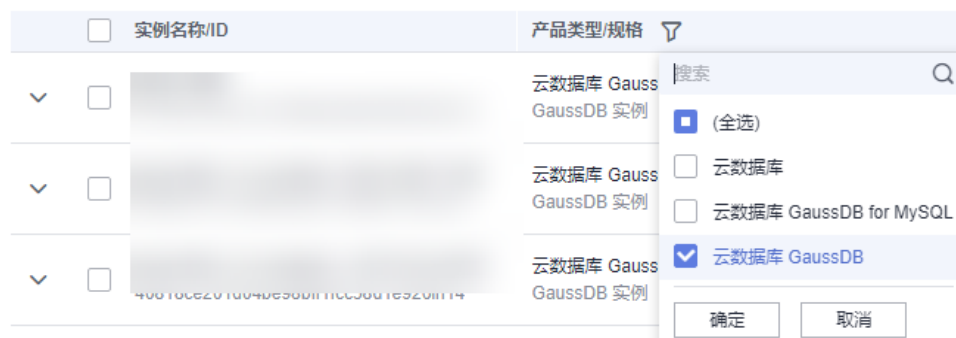 实例名称/ID
产品类型/规格
搜索
云数据库 Gauss
GaussDB 实例
(全选)
云数据库
云数据库 Gauss
GaussDB 实例
云数据库 GaussDB for MySQL
云数据库 GaussDB
云数据库 Gauss
GaussDB 实例
确定
取消